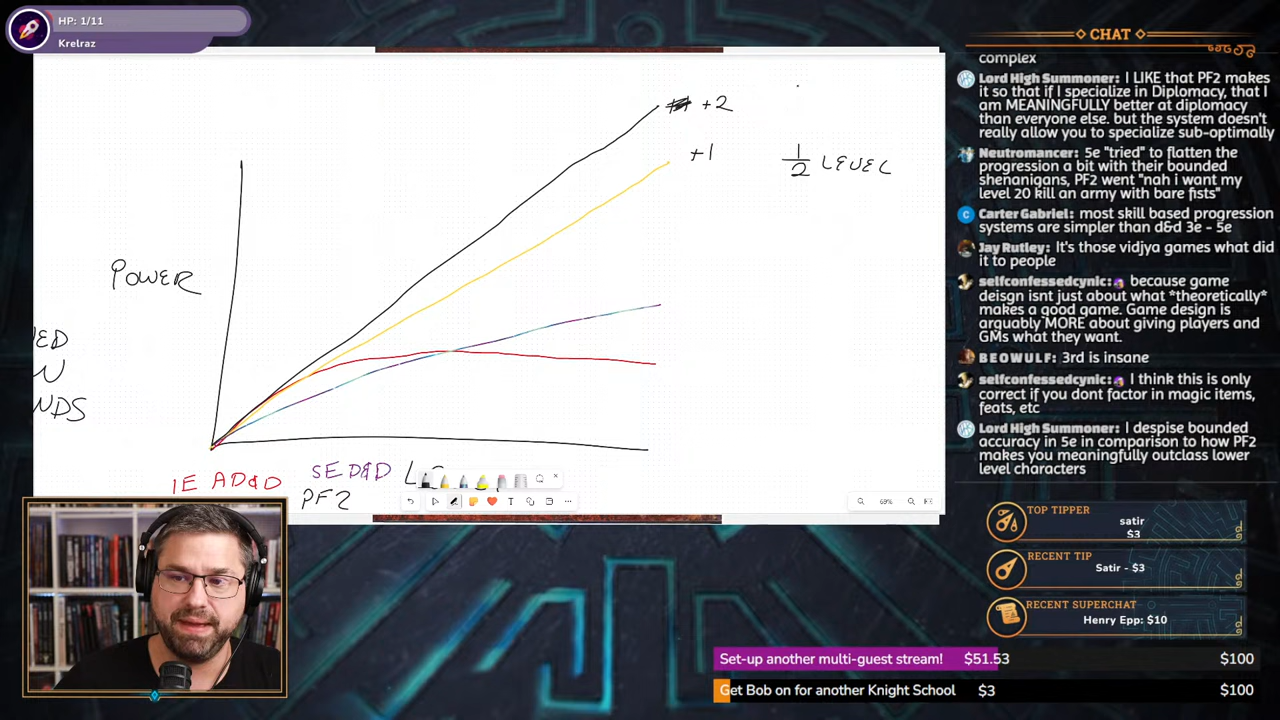 HP: 1/11
Krelraz
+2
+1
1/2 LEVEL
POWER
1E AD&D
5E D&D
PF2
69%
CHAT
complex
Lord High Summoner: I LIKE that PF2 makes
it so that if I specialize in Diplomacy, that I
am MEANINGFULLY better at diplomacy
than everyone else. but the system doesn't
really allow you to specialize sub-optimally
Neutromancer: 5e "tried" to flatten the
progression a bit with their bounded
shenanigans, PF2 went "nah i want my
level 20 kill an army with bare fists"
Carter Gabriel: most skill based progression
systems are simpler than d&d 3e - 5e
Jay Rutley: It's those vidjya games what did
it to people
selfconfessedcynic: because game
deisgn isnt just about what *theoretically*
makes a good game. Game design is
arguably MORE about giving players and
GMs what they want.
BEOWULF: 3rd is insane
selfconfessedcynic: I think this is only
correct if you dont factor in magic items,
feats, etc
Lord High Summoner: I despise bounded
accuracy in 5e in comparison to how PF2
makes you meaningfully outclass lower
level characters
TOP TIPPER
satir
$3
RECENT TIP
Satir - $3
RECENT SUPERCHAT
Henry Epp: $10
Set-up another multi-guest stream! $51.53 $100
Get Bob on for another Knight School $3 $100